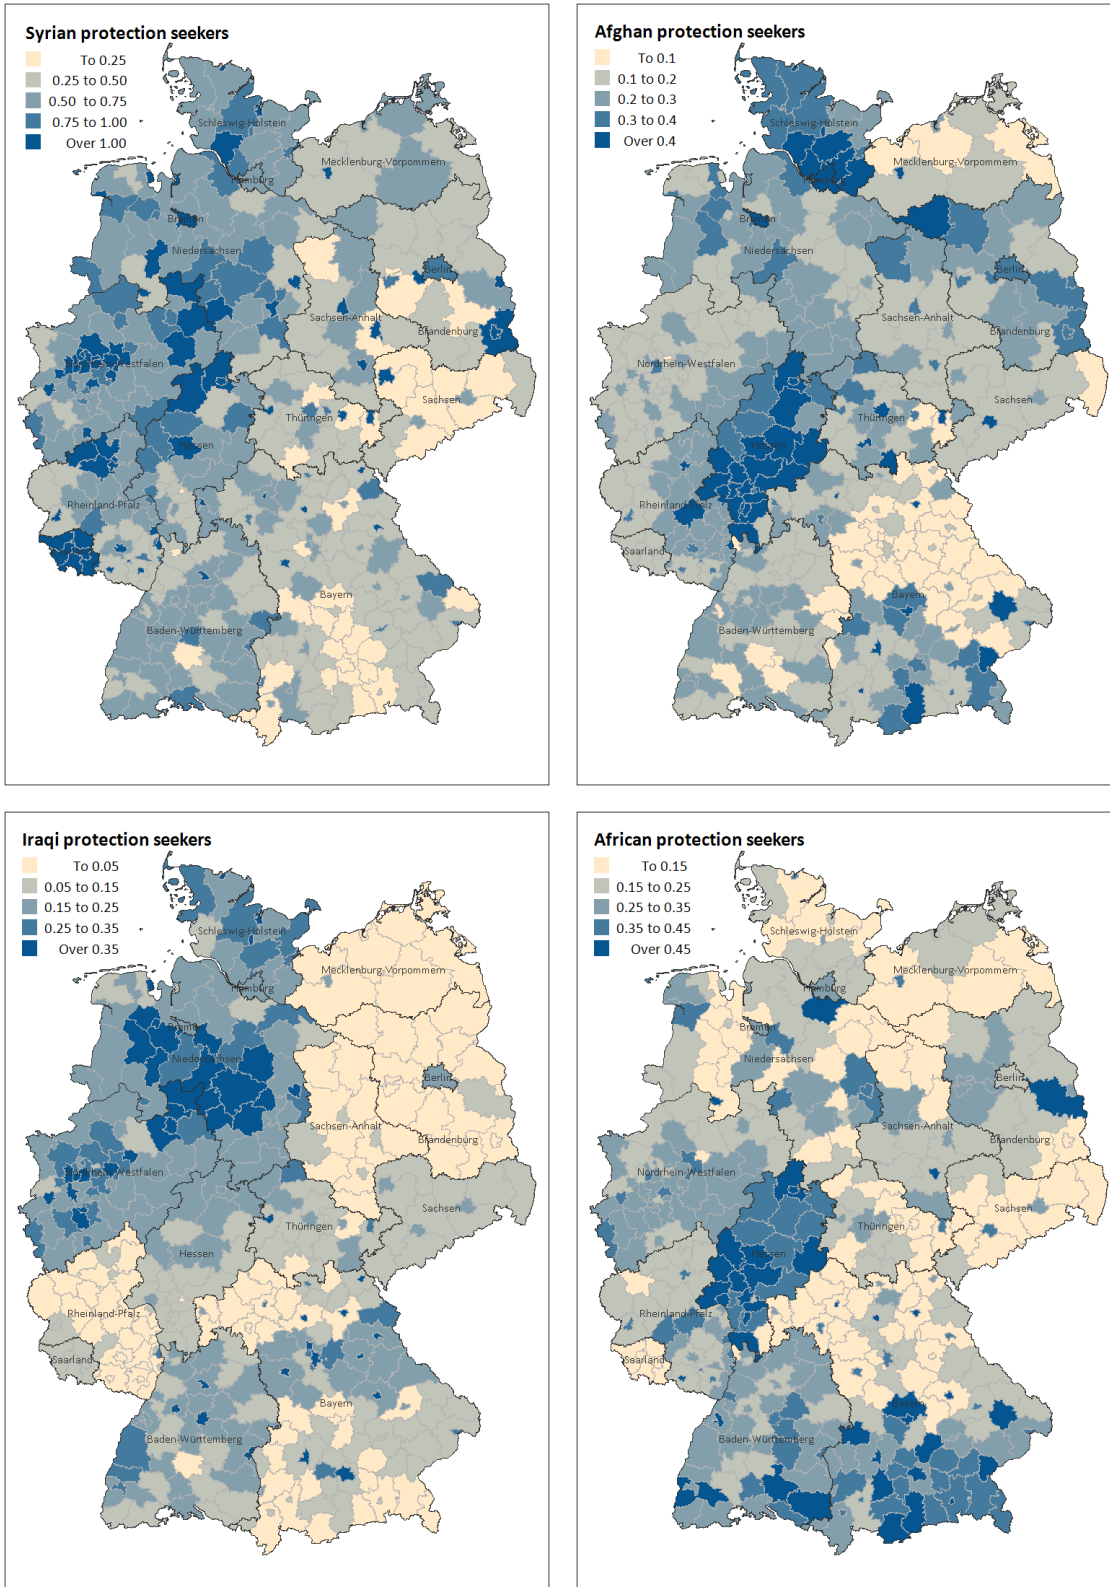 Syrian protection seekers
To 0.25
0.25 to 0.50
0.50 to 0.75
0.75 to 1.00
Over 1.00
Schleswig-Holstein
Mecklenburg-Vorpommern
Hamburg
Bremen
Niedersachsen
Berlin
Sachsen-Anhalt
Brandenburg
Nordrhein-Westfalen
Sachsen
Thüringen
Hessen
Rheinland-Pfalz
Bayern
Baden-Württemberg
Afghan protection seekers
To 0.1
0.1 to 0.2
0.2 to 0.3
0.3 to 0.4
Over 0.4
Schleswig-Holstein
Mecklenburg-Vorpommern
Hamburg
Bremen
Niedersachsen
Berlin
Sachsen-Anhalt
Brandenburg
Nordrhein-Westfalen
Sachsen
Thüringen
Hessen
Rheinland-Pfalz
Saarland
Bayern
Baden-Württemberg
Iraqi protection seekers
To 0.05
0.05 to 0.15
0.15 to 0.25
0.25 to 0.35
Over 0.35
Schleswig-Holstein
Mecklenburg-Vorpommern
Hamburg
Bremen
Niedersachsen
Berlin
Sachsen-Anhalt
Brandenburg
Nordrhein-Westfalen
Sachsen
Thüringen
Hessen
Rheinland-Pfalz
Saarland
Bayern
Baden-Württemberg
African protection seekers
To 0.15
0.15 to 0.25
0.25 to 0.35
0.35 to 0.45
Over 0.45
Schleswig-Holstein
Mecklenburg-Vorpommern
Hamburg
Bremen
Niedersachsen
Berlin
Sachsen-Anhalt
Brandenburg
Nordrhein-Westfalen
Sachsen
Thüringen
Hessen
Rheinland-Pfalz
Saarland
Bayern
Baden-Württemberg